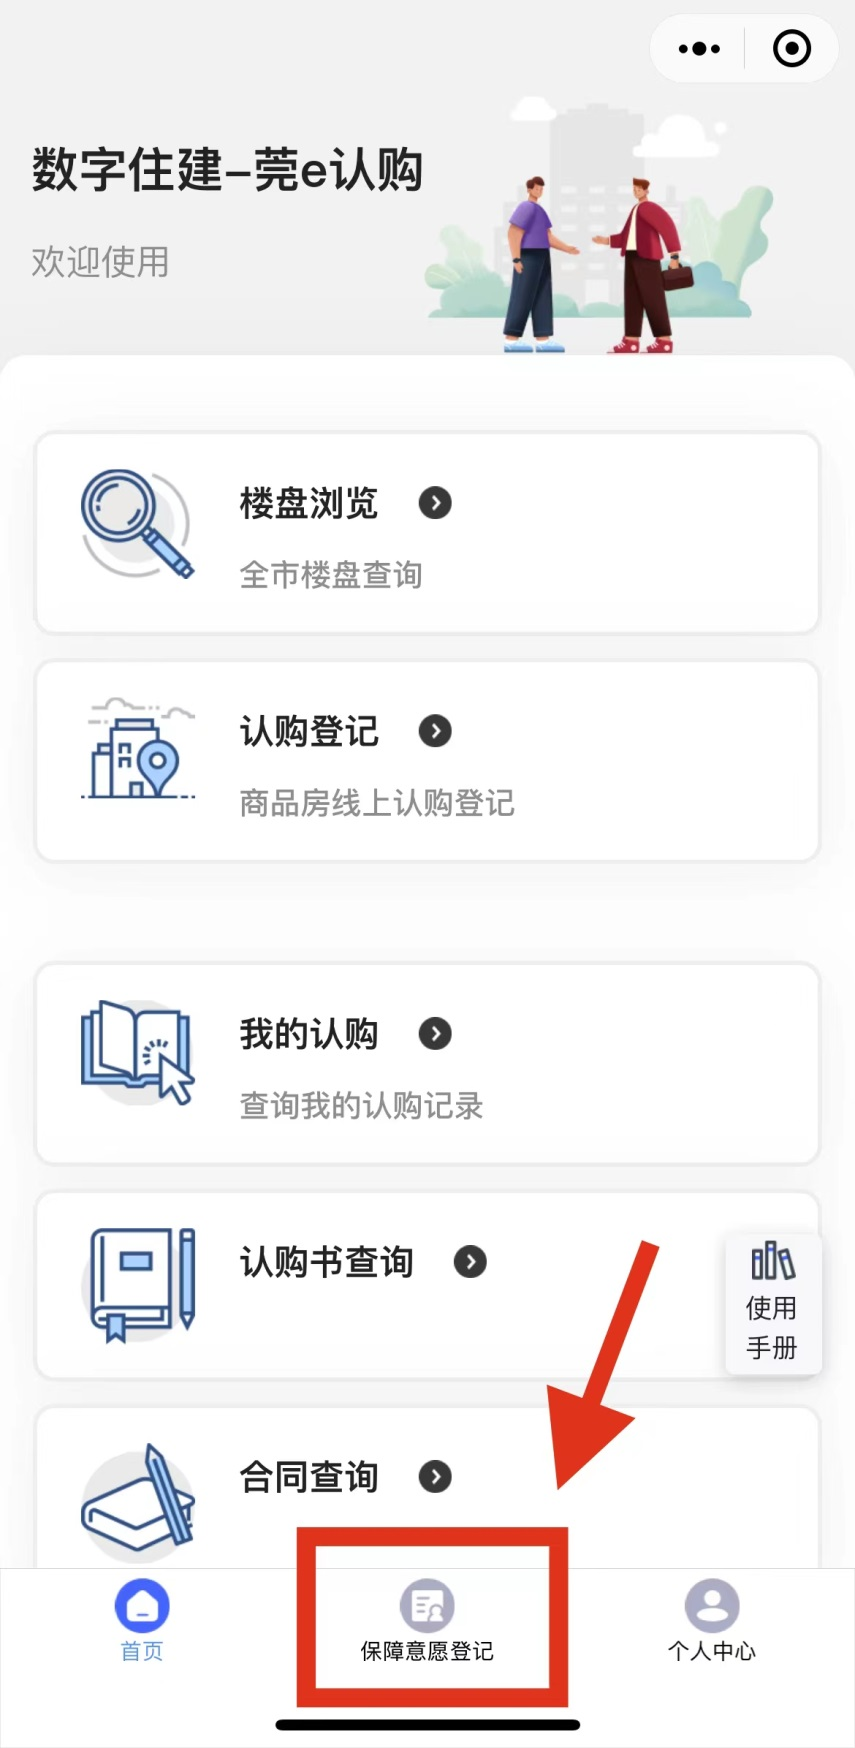 数字住建-莞e认购
欢迎使用
楼盘浏览
全市楼盘查询
认购登记
商品房线上认购登记
我的认购
查询我的认购记录
认购书查询
使用
手册
合同查询
首页
保障意愿登记
个人中心